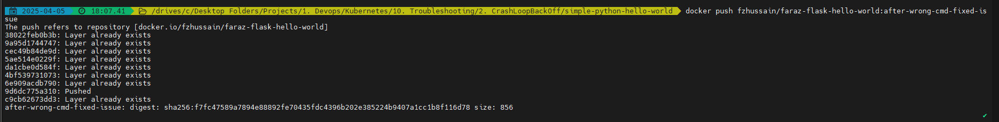 2025-04-05 18:07.41 /drives/c/Desktop Folders/Projects/1. Devops/Kubernetes/10. Troubleshooting/2. CrashLoopBackOff/simple-python-hello-world docker push fzhussain/faraz-flask-hello-world:after-wrong-cmd-fixed-is
sue
The push refers to repository [docker.io/fzhussain/faraz-flask-hello-world]
38022feb0b3b: Layer already exists
9a95d1744747: Layer already exists
cec49b84de9d: Layer already exists
5ae514e0229f: Layer already exists
da1cbe0d584f: Layer already exists
4bf539731073: Layer already exists
6e909acdb790: Layer already exists
9d6dc775a310: Pushed
c9cb62673dd3: Layer already exists
after-wrong-cmd-fixed-issue: digest: sha256:f7fc47589a7894e88892fe70435fdc4396b202e385224b9407a1cc1b8f116d78 size: 856